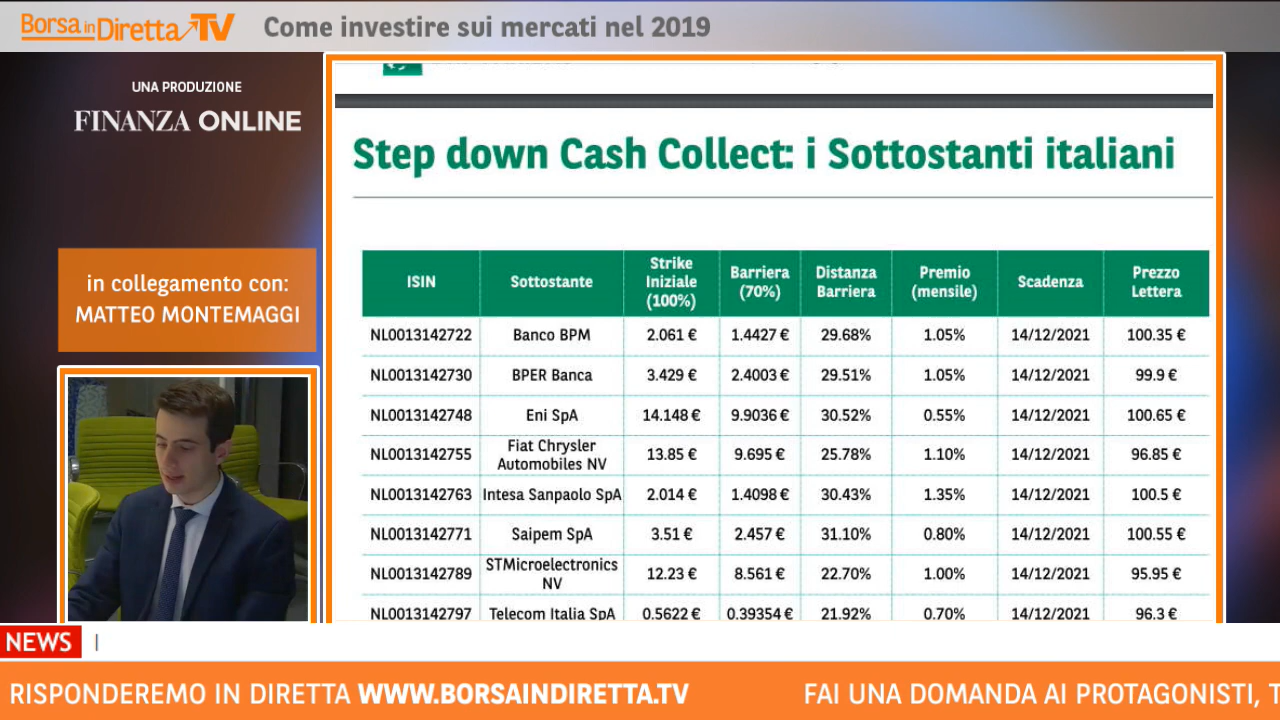 Borsa in Diretta TV
Come investire sui mercati nel 2019
UNA PRODUZIONE
FINANZA ONLINE
in collegamento con:
MATTEO MONTEMAGGI
Step down Cash Collect: i Sottostanti italiani
ISIN Sottostante Strike Iniziale (100%) Barriera (70%) Distanza Barriera Premio (mensile) Scadenza Prezzo Lettera
NL0013142722 Banco BPM 2.061 € 1.4427 € 29.68% 1.05% 14/12/2021 100.35 €
NL0013142730 BPER Banca 3.429 € 2.4003 € 29.51% 1.05% 14/12/2021 99.9 €
NL0013142748 Eni SpA 14.148 € 9.9036 € 30.52% 0.55% 14/12/2021 100.65 €
NL0013142755 Fiat Chrysler Automobiles NV 13.85 € 9.695 € 25.78% 1.10% 14/12/2021 96.85 €
NL0013142763 Intesa Sanpaolo SpA 2.014 € 1.4098 € 30.43% 1.35% 14/12/2021 100.5 €
NL0013142771 Saipem SpA 3.51 € 2.457 € 31.10% 0.80% 14/12/2021 100.55 €
NL0013142789 STMicroelectronics NV 12.23 € 8.561 € 22.70% 1.00% 14/12/2021 95.95 €
NL0013142797 Telecom Italia SpA 0.5622 € 0.39354 € 21.92% 0.70% 14/12/2021 96.3 €
NEWS |
RISPONDEREMO IN DIRETTA WWW.BORSAINDIRETTA.TV FAI UNA DOMANDA AI PROTAGONISTI, T